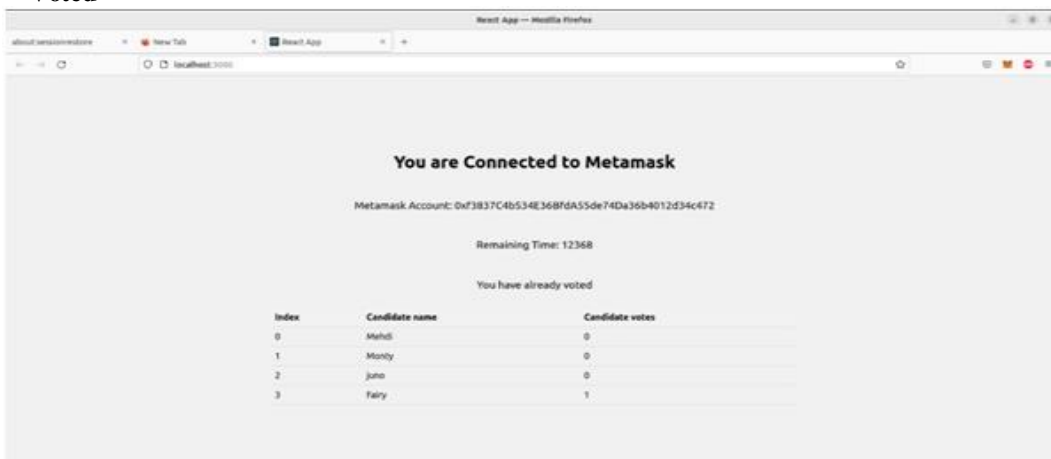 Voted
React App — Mozilla Firefox
about:sessionrestore
New Tab
React App
localhost:3000
You are Connected to Metamask
Metamask Account: 0xf3837C4b534E368fdA55de74Da36b4012d34c472
Remaining Time: 12368
You have already voted
Index Candidate name Candidate votes
0 Mehdi 0
1 Monty 0
2 juno 0
3 Fairy 1